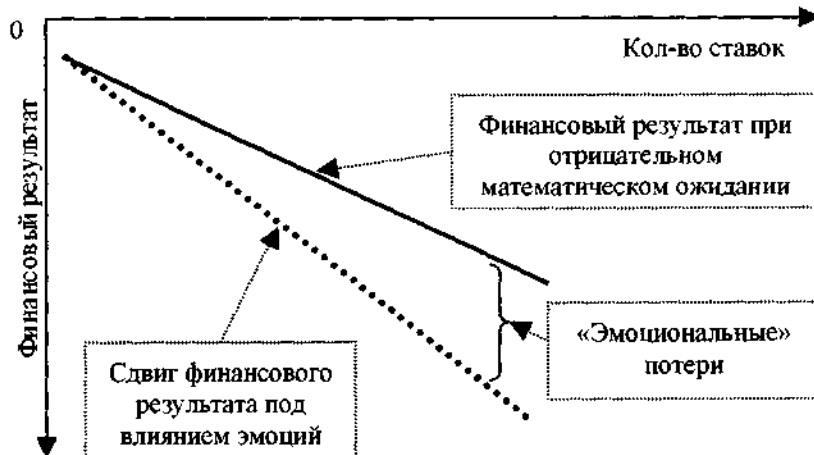 0
Кол-во ставок
Финансовый результат при
отрицательном
математическом ожидании
Финансовый результат
«Эмоциональные»
потери
Сдвиг финансового
результата под
влиянием эмоций